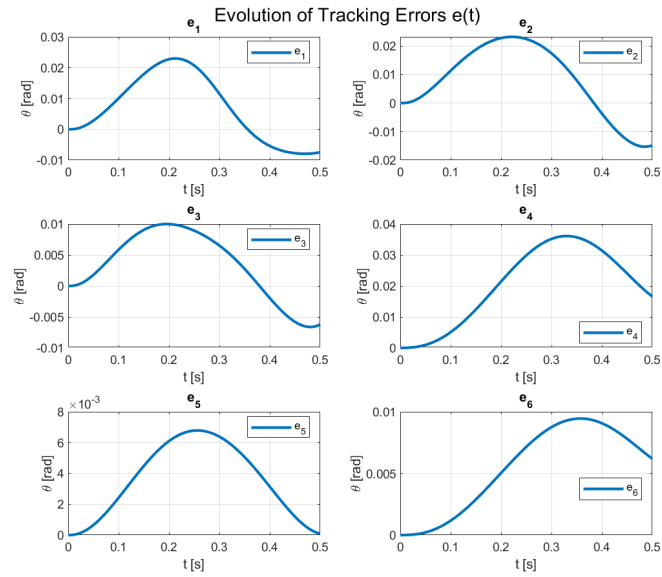 Evolution of Tracking Errors e(t)
e1
0.03
0.02
0.01
0
-0.01
θ [rad]
e1
0 0.1 0.2 0.3 0.4 0.5
t [s]
e2
0.02
0.01
0
-0.01
-0.02
θ [rad]
e2
0 0.1 0.2 0.3 0.4 0.5
t [s]
e3
0.01
0.005
0
-0.005
-0.01
θ [rad]
e3
0 0.1 0.2 0.3 0.4 0.5
t [s]
e4
0.04
0.03
0.02
0.01
0
θ [rad]
e4
0 0.1 0.2 0.3 0.4 0.5
t [s]
e5
×10-3
8
6
4
2
0
θ [rad]
e5
0 0.1 0.2 0.3 0.4 0.5
t [s]
e6
0.01
0.005
0
θ [rad]
e6
0 0.1 0.2 0.3 0.4 0.5
t [s]